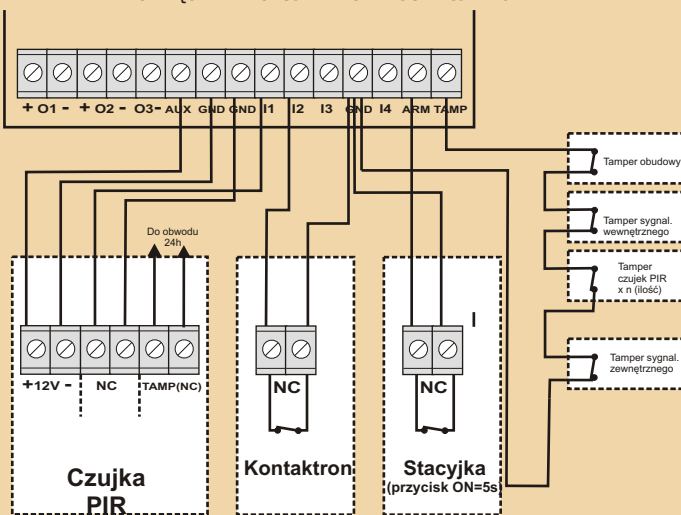 + O1 - + O2 - O3- AUX GND GND I1 I2 I3 GND I4 ARM TAMP
Tamper obudowy
Tamper sygnal.
wewnętrznego
Tamper
czujek PIR
x n (ilość)
Tamper sygnal.
zewnętrznego
Do obwodu
24h
+12V - NC TAMP(NC)
Czujka
PIR
NC
Kontaktron
I
NC
Stacyjka
(przycisk ON=5s)